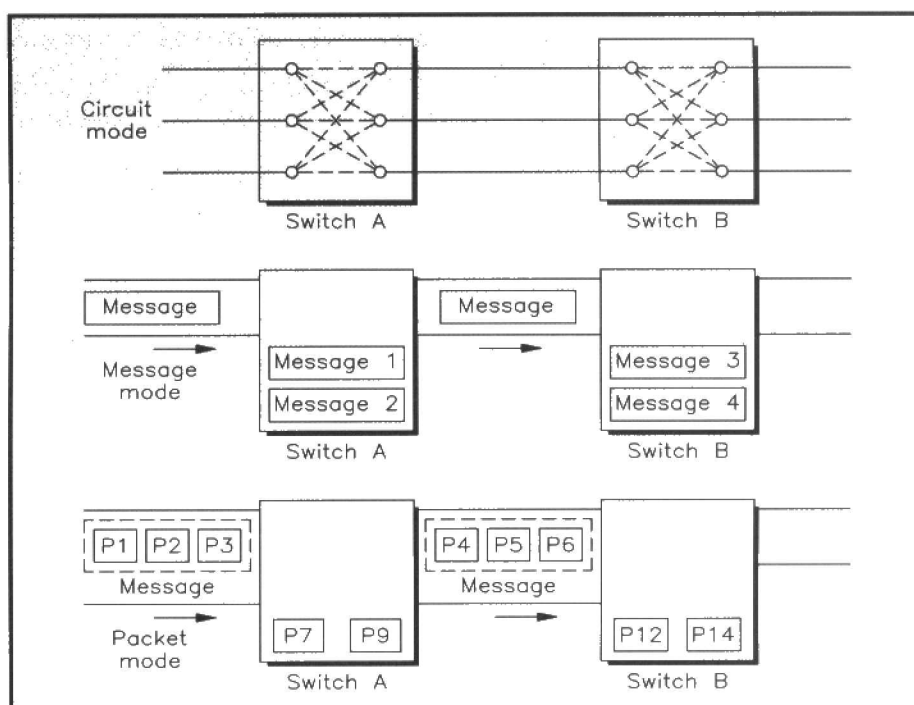 Circuit
mode
Switch A
Switch B
Message
Message
Message 1
Message 3
Message
mode
Message 2
Message 4
Switch A
Switch B
P1 P2 P3
P4 P5 P6
Message
Message
Packet
mode
P7 P9
P12 P14
Switch A
Switch B